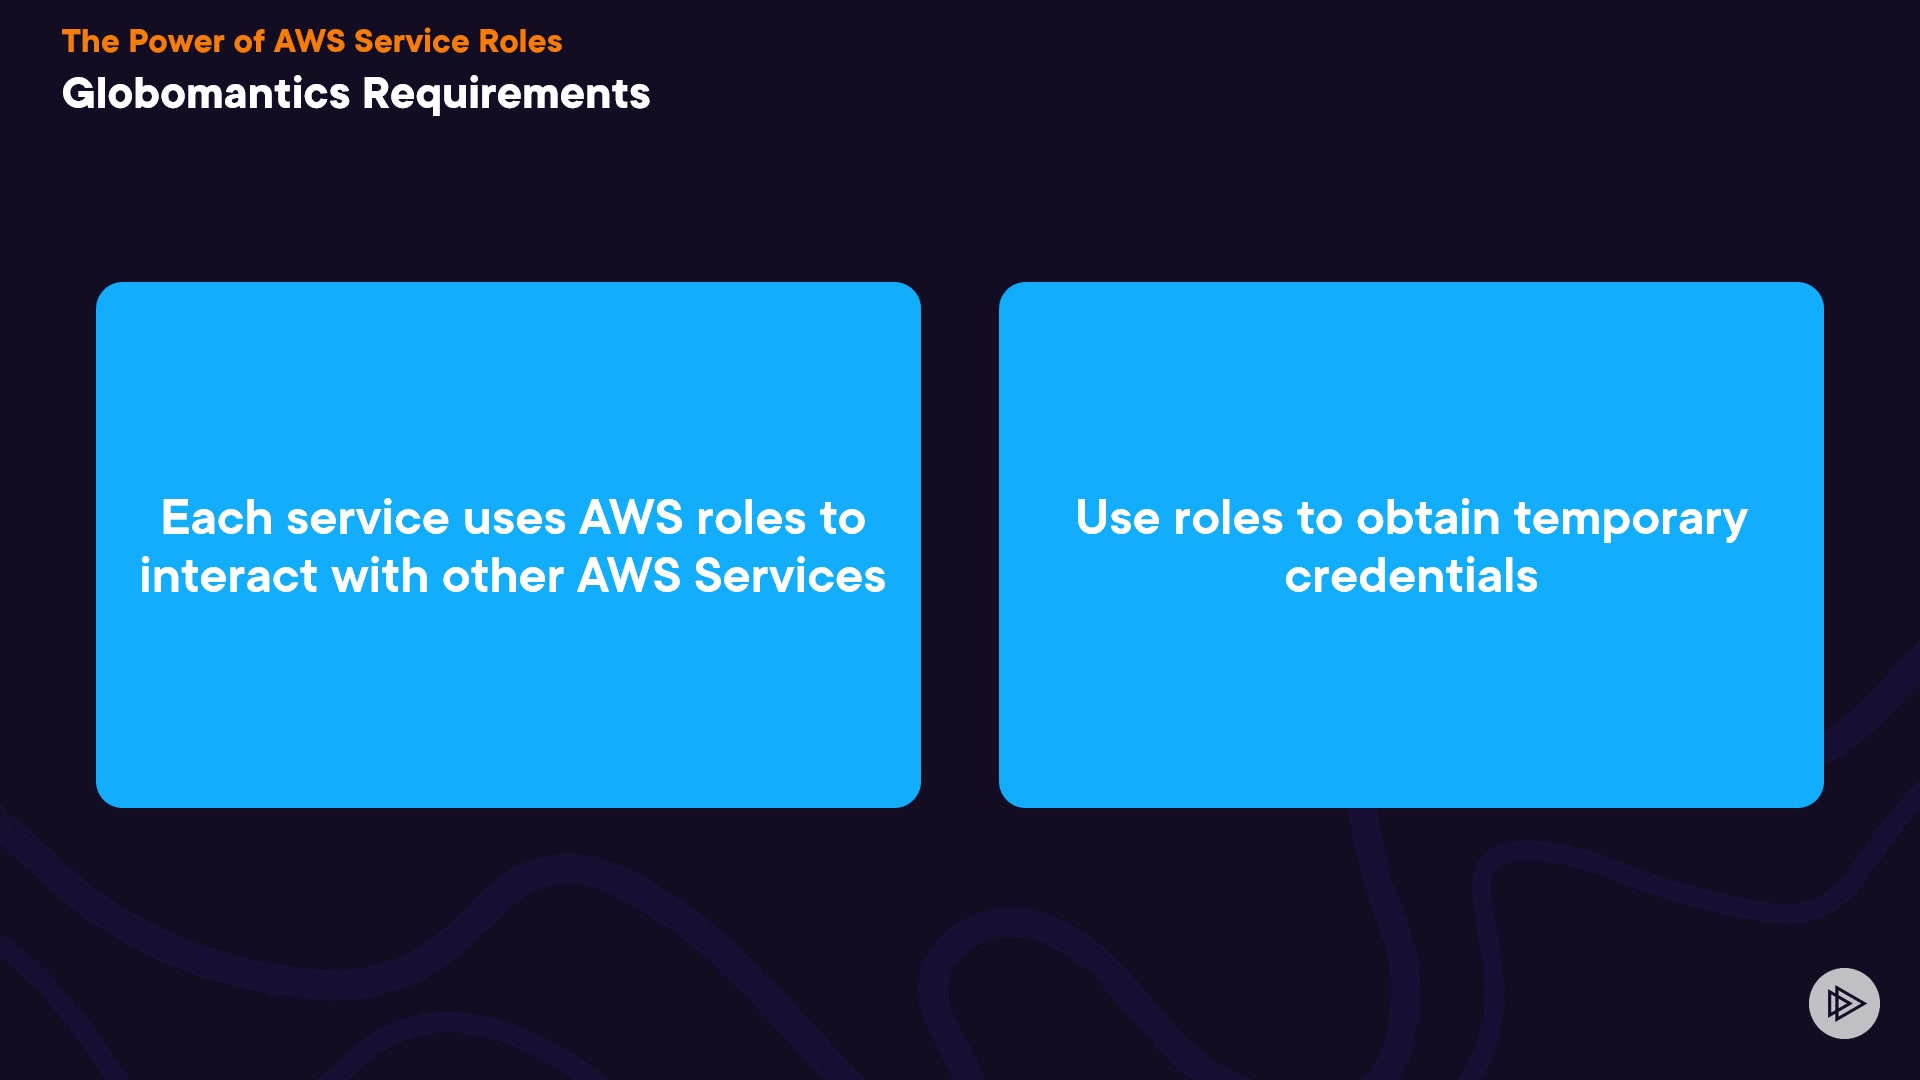 The Power of AWS Service Roles
Globomantics Requirements
Each service uses AWS roles to
interact with other AWS Services
Use roles to obtain temporary
credentials